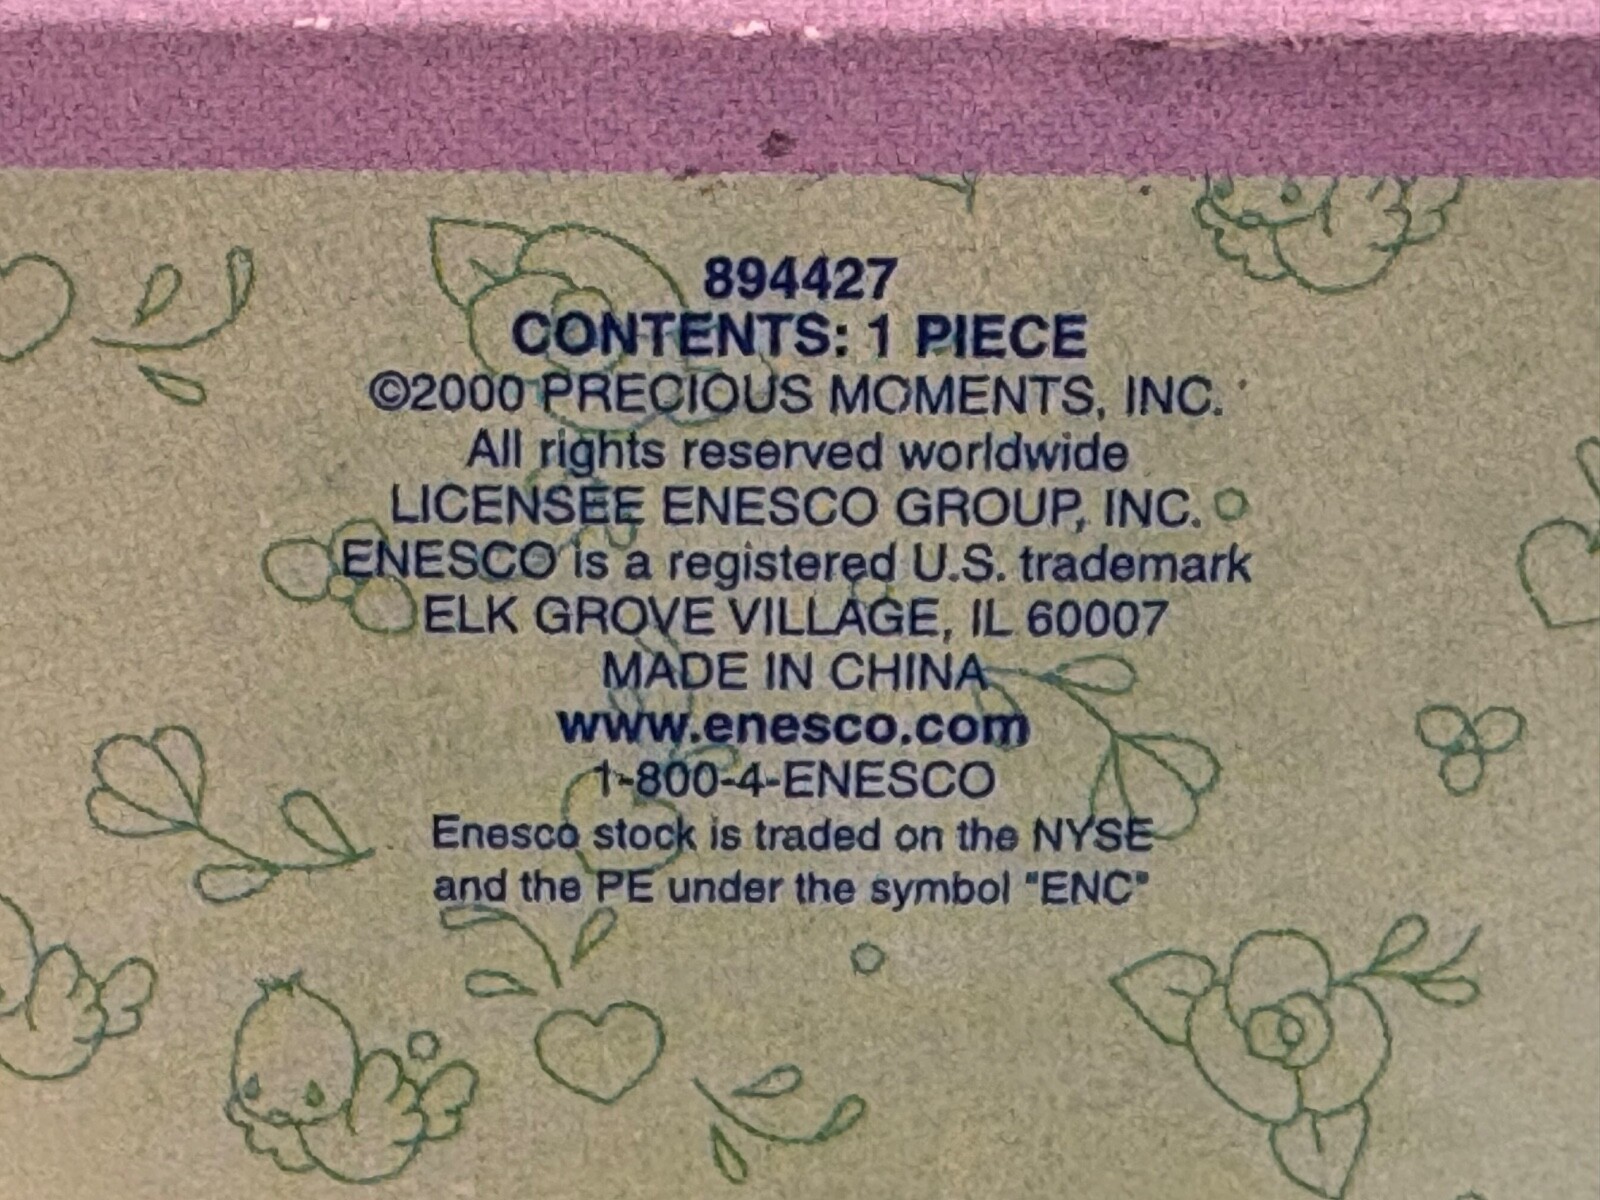 894427
CONTENTS: 1 PIECE
©2000 PRECIOUS MOMENTS, INC.
All rights reserved worldwide
LICENSEE ENESCO GROUP, INC.
ENESCO is a registered U.S. trademark
ELK GROVE VILLAGE, IL 60007
MADE IN CHINA
www.enesco.com
1-800-4-ENESCO
Enesco stock is traded on the NYSE
and the PE under the symbol "ENC"